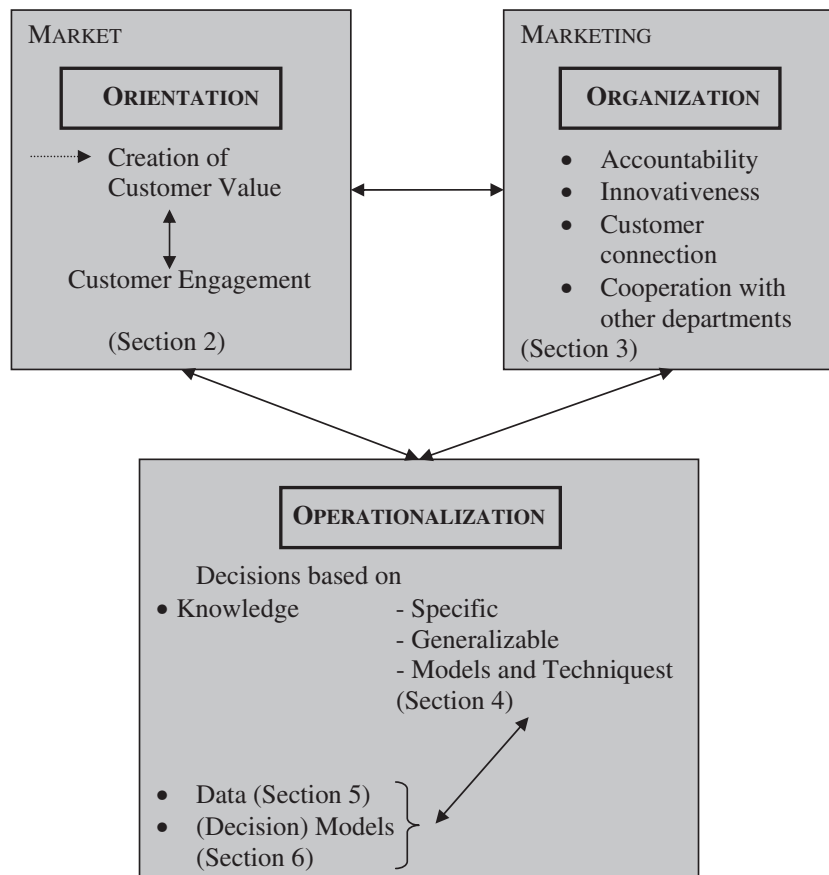 MARKET
ORIENTATION
Creation of
Customer Value
Customer Engagement
(Section 2)
MARKETING
ORGANIZATION
• Accountability
• Innovativeness
• Customer
connection
• Cooperation with
other departments
(Section 3)
OPERATIONALIZATION
Decisions based on
• Knowledge - Specific
- Generalizable
- Models and Techniquest
(Section 4)
• Data (Section 5)
• (Decision) Models
(Section 6)